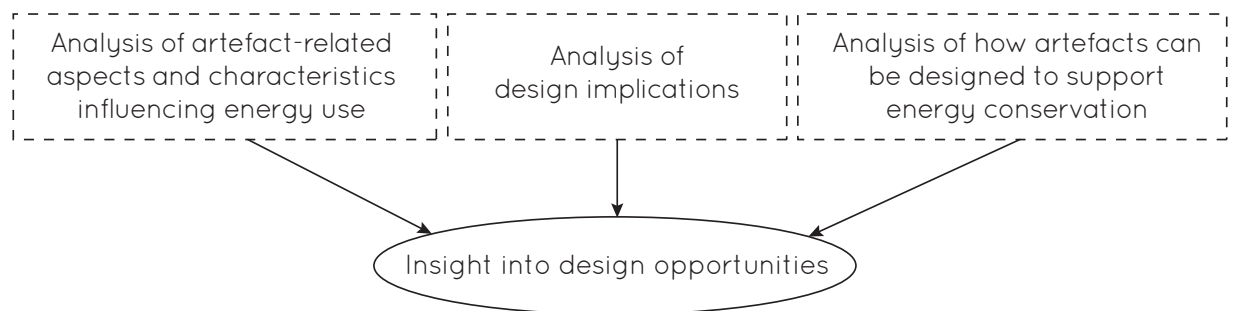 Analysis of artefact-related
aspects and characteristics
influencing energy use
Analysis of
design implications
Analysis of how artefacts can
be designed to support
energy conservation
Insight into design opportunities